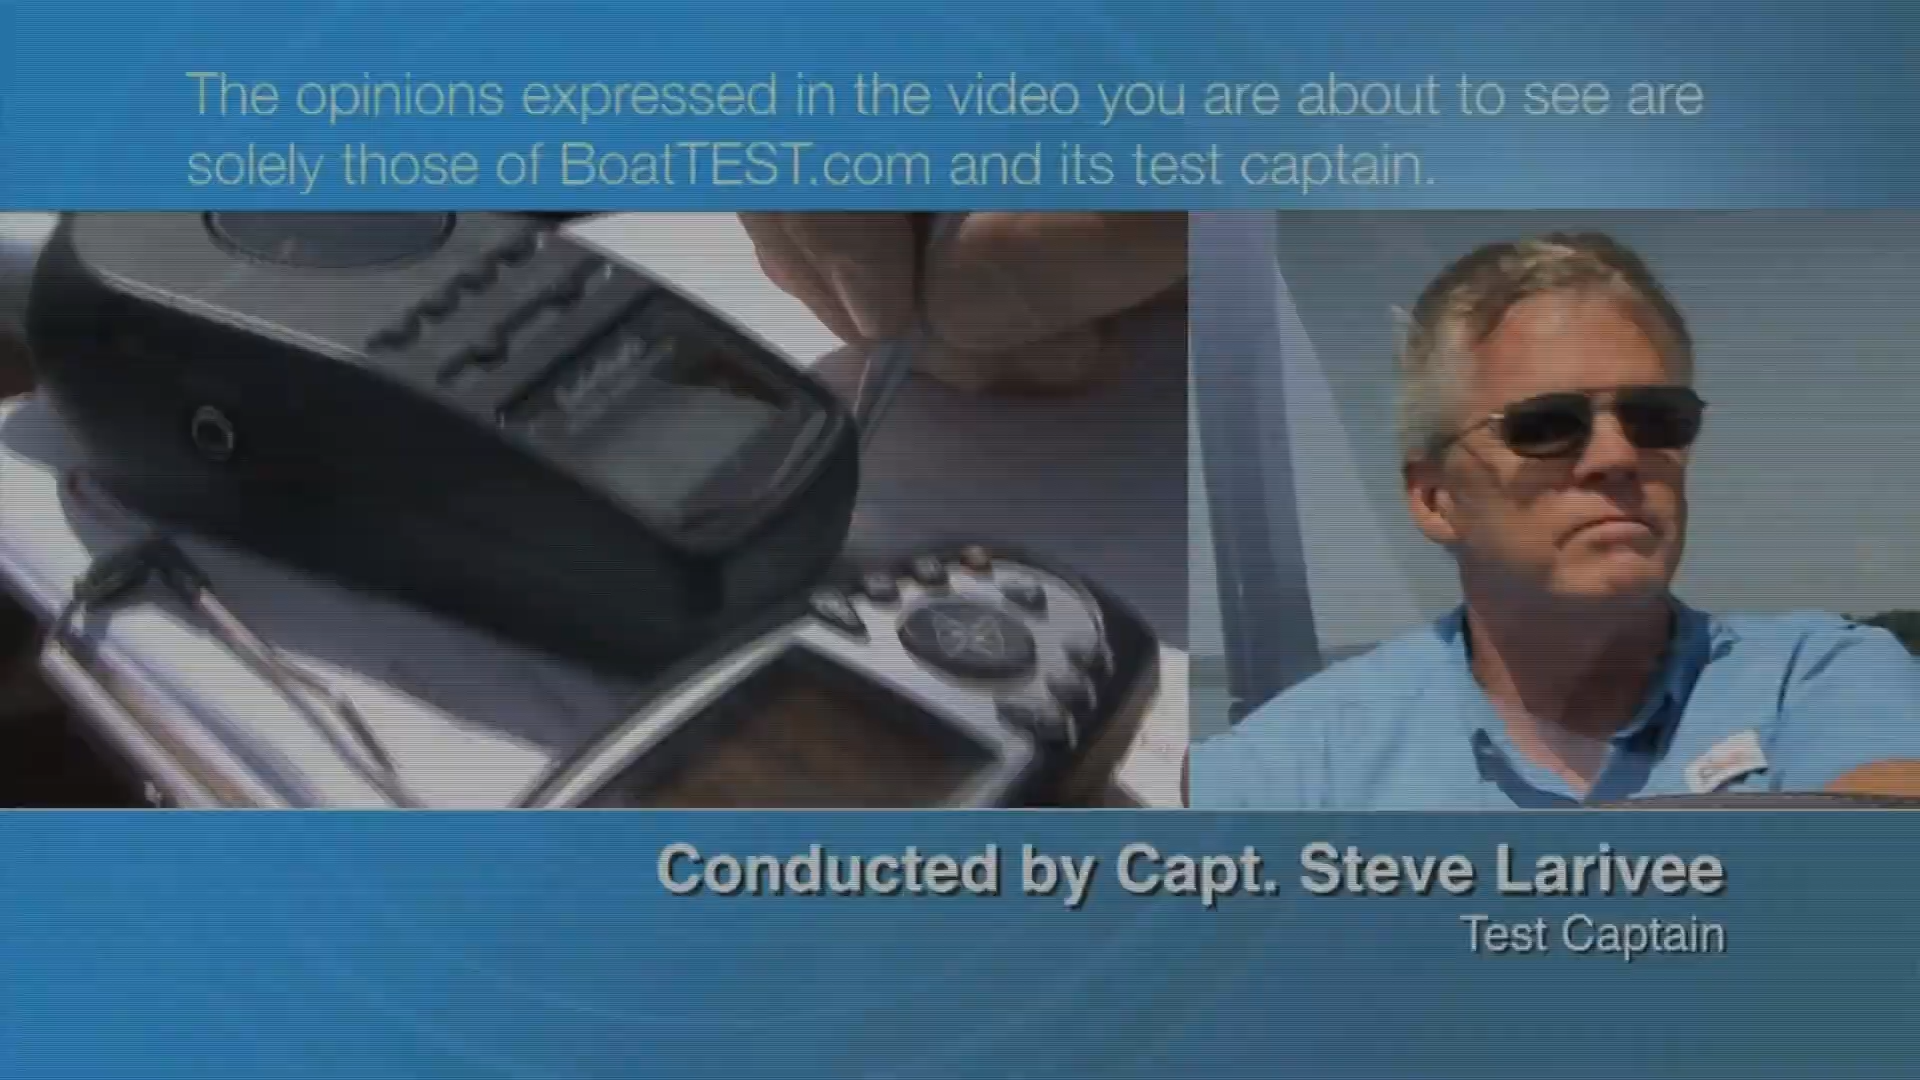 The opinions expressed in the video you are about to see are
solely those of BoatTEST.com and its test captain.
Conducted by Capt. Steve Larivee
Test Captain